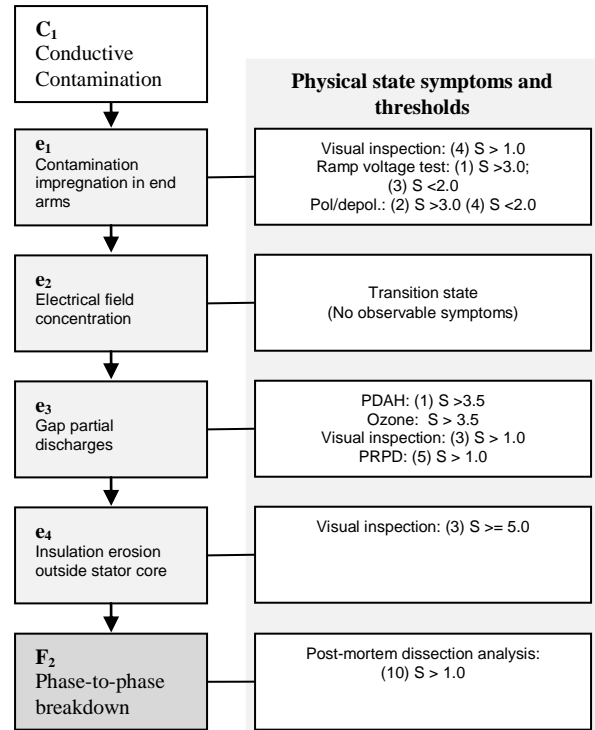 C1
Conductive
Contamination
Physical state symptoms and
thresholds
e1
Contamination
impregnation in end
arms
Visual inspection: (4) S > 1.0
Ramp voltage test: (1) S >3.0;
(3) S <2.0
Pol/depol.: (2) S >3.0 (4) S <2.0
e2
Electrical field
concentration
Transition state
(No observable symptoms)
e3
Gap partial
discharges
PDAH: (1) S >3.5
Ozone:  S > 3.5
Visual inspection: (3) S > 1.0
PRPD: (5) S > 1.0
e4
Insulation erosion
outside stator core
Visual inspection: (3) S >= 5.0
F2
Phase-to-phase
breakdown
Post-mortem dissection analysis:
(10) S > 1.0